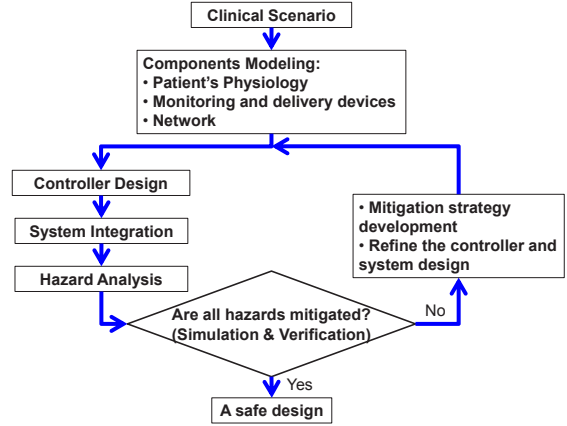 Clinical Scenario
Components Modeling:
• Patient's Physiology
• Monitoring and delivery devices
• Network
Controller Design
System Integration
Hazard Analysis
• Mitigation strategy
development
• Refine the controller and
system design
Are all hazards mitigated?
(Simulation & Verification)
No
Yes
A safe design